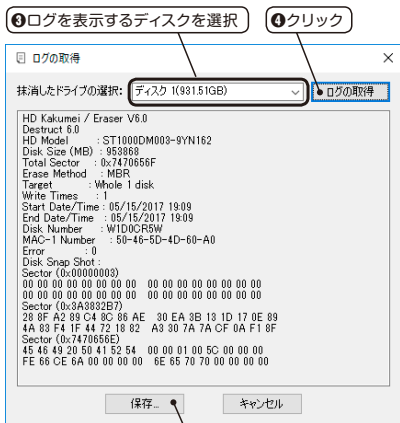 ❸ログを表示するディスクを選択
❹クリック
ログの取得
抹消したドライブの選択: ディスク 1(931.51GB) ログの取得
HD Kakumei / Eraser V6.0
Destruct 6.0
HD Model : ST1000DM003-9YN162
Disk Size (MB) : 953868
Total Sector : 0x7470656F
Erase Method : MBR
Target : Whole 1 disk
Write Times : 1
Start Date/Time : 05/15/2017 19:09
End Date/Time : 05/15/2017 19:09
Disk Number : W1D0CR5W
MAC-1 Number : 50-46-5D-4D-60-A0
Error : 0
Disk Snap Shot :
Sector (0x00000003)
00 00 00 00 00 00 00 00 00 00 00 00 00 00 00 00
00 00 00 00 00 00 00 00 00 00 00 00 00 00 00 00
Sector (0x3A3832B7)
28 8F A2 89 C4 8C 86 AE 30 EA 3B 13 1D 17 0E 89
4A 83 F4 1F 44 72 18 82 A3 30 7A 7A CF 0A F1 8F
Sector (0x7470656E)
45 46 49 20 50 41 52 54 00 00 01 00 5C 00 00 00
FE 66 CE 6A 00 00 00 00 6E 65 70 70 00 00 00 00
保存... キャンセル